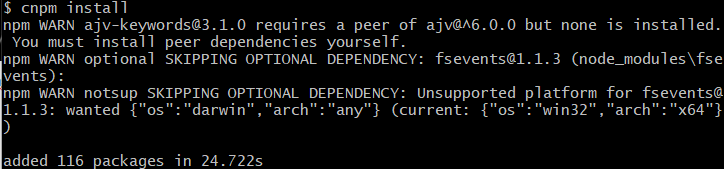 $ cnpm install
npm WARN ajv-keywords@3.1.0 requires a peer of ajv@^6.0.0 but none is installed.
 You must install peer dependencies yourself.
npm WARN optional SKIPPING OPTIONAL DEPENDENCY: fsevents@1.1.3 (node_modules\fse
vents):
npm WARN notsup SKIPPING OPTIONAL DEPENDENCY: Unsupported platform for fsevents@
1.1.3: wanted {"os":"darwin","arch":"any"} (current: {"os":"win32","arch":"x64"}
)
added 116 packages in 24.722s